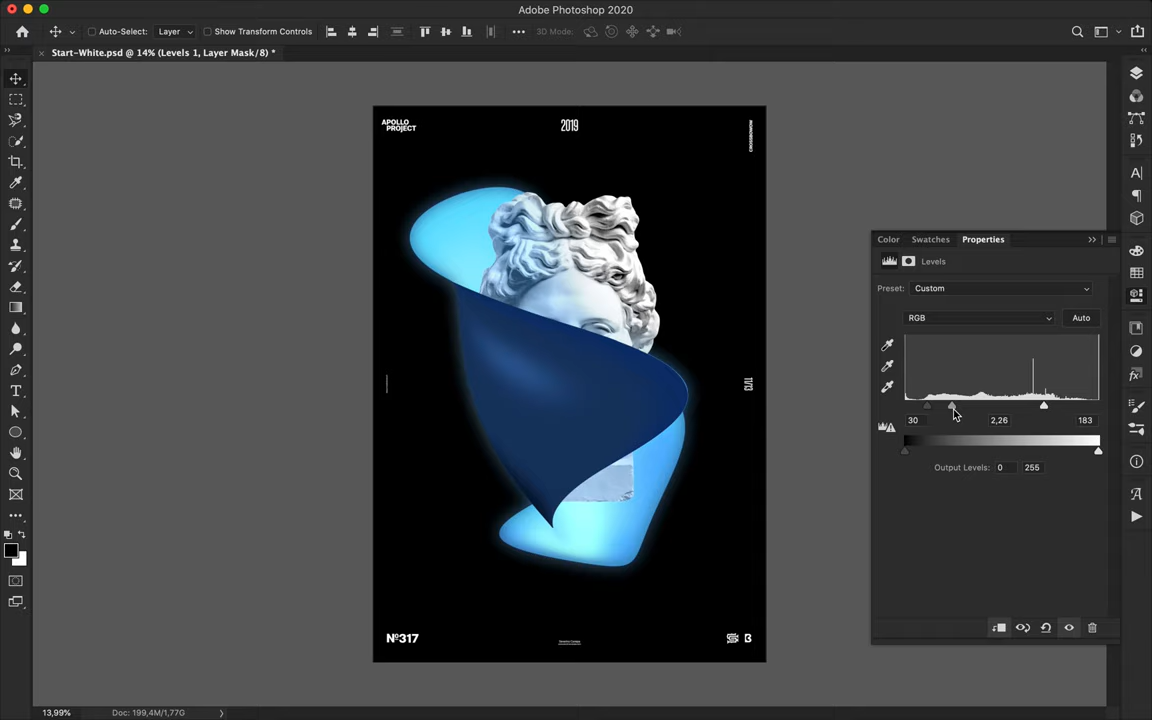 Adobe Photoshop 2020
Auto-Select:
Layer
Show Transform Controls
3D Mode:
Start-White.psd @ 14% (Levels 1, Layer Mask/8) *
APOLLO
PROJECT
2019
11/13
Nº317
B
Color
Swatches
Properties
Levels
Preset:
Custom
RGB
Auto
30
2,26
183
Output Levels:
0
255
13,99%
Doc: 199,4M/1,77G